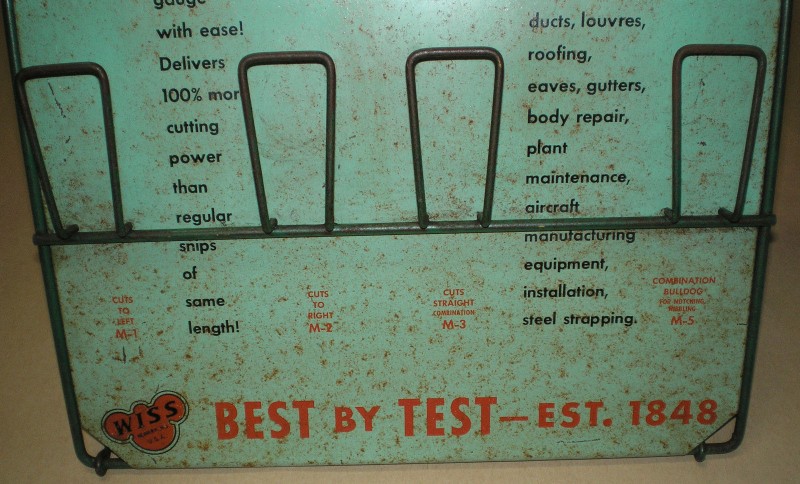 gauge
with ease!
Delivers
100% mor
cutting
power
than
regular
snips
of
same
length!
ducts, louvres,
roofing,
eaves, gutters,
body repair,
plant
maintenance,
aircraft
manufacturing
equipment,
installation,
steel strapping.
CUTS
TO
LEFT
M-1
CUTS
TO
RIGHT
M-2
CUTS
STRAIGHT
COMBINATION
M-3
COMBINATION
BULLDOG
FOR NOTCHING,
M-5
WISS
U.S.A.
BEST BY TEST—EST. 1848